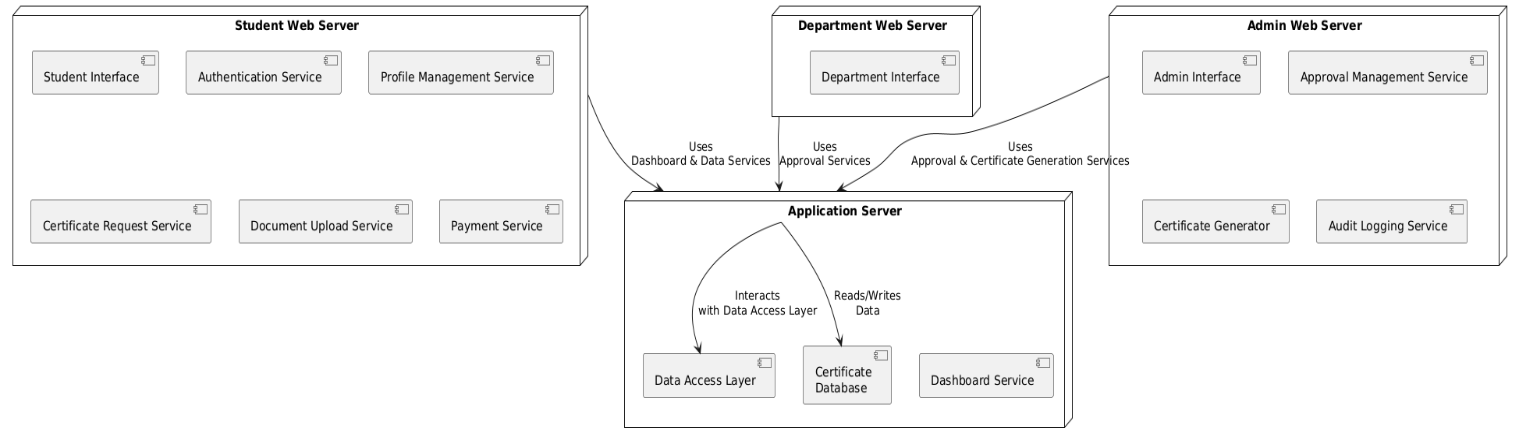 Student Web Server
Department Web Server
Admin Web Server
Student Interface
Authentication Service
Profile Management Service
Department Interface
Admin Interface
Approval Management Service
Uses
Dashboard & Data Services
Uses
Approval Services
Uses
Approval & Certificate Generation Services
Certificate Request Service
Document Upload Service
Payment Service
Application Server
Certificate Generator
Audit Logging Service
Interacts
with Data Access Layer
Reads/Writes
Data
Data Access Layer
Certificate
Database
Dashboard Service